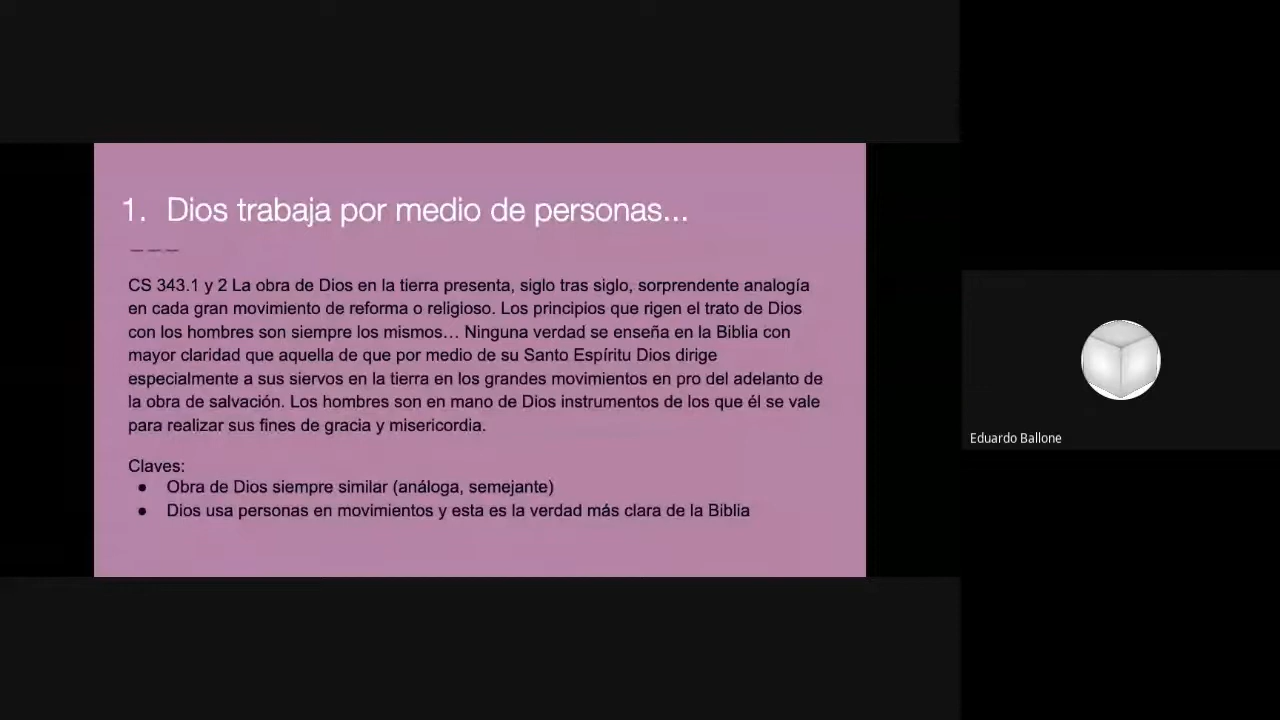 1. Dios trabaja por medio de personas...
CS 343.1 y 2 La obra de Dios en la tierra presenta, siglo tras siglo, sorprendente analogía
en cada gran movimiento de reforma o religioso. Los principios que rigen el trato de Dios
con los hombres son siempre los mismos… Ninguna verdad se enseña en la Biblia con
mayor claridad que aquella de que por medio de su Santo Espíritu Dios dirige
especialmente a sus siervos en la tierra en los grandes movimientos en pro del adelanto de
la obra de salvación. Los hombres son en mano de Dios instrumentos de los que él se vale
para realizar sus fines de gracia y misericordia.
Claves:
● Obra de Dios siempre similar (análoga, semejante)
● Dios usa personas en movimientos y esta es la verdad más clara de la Biblia
Eduardo Ballone